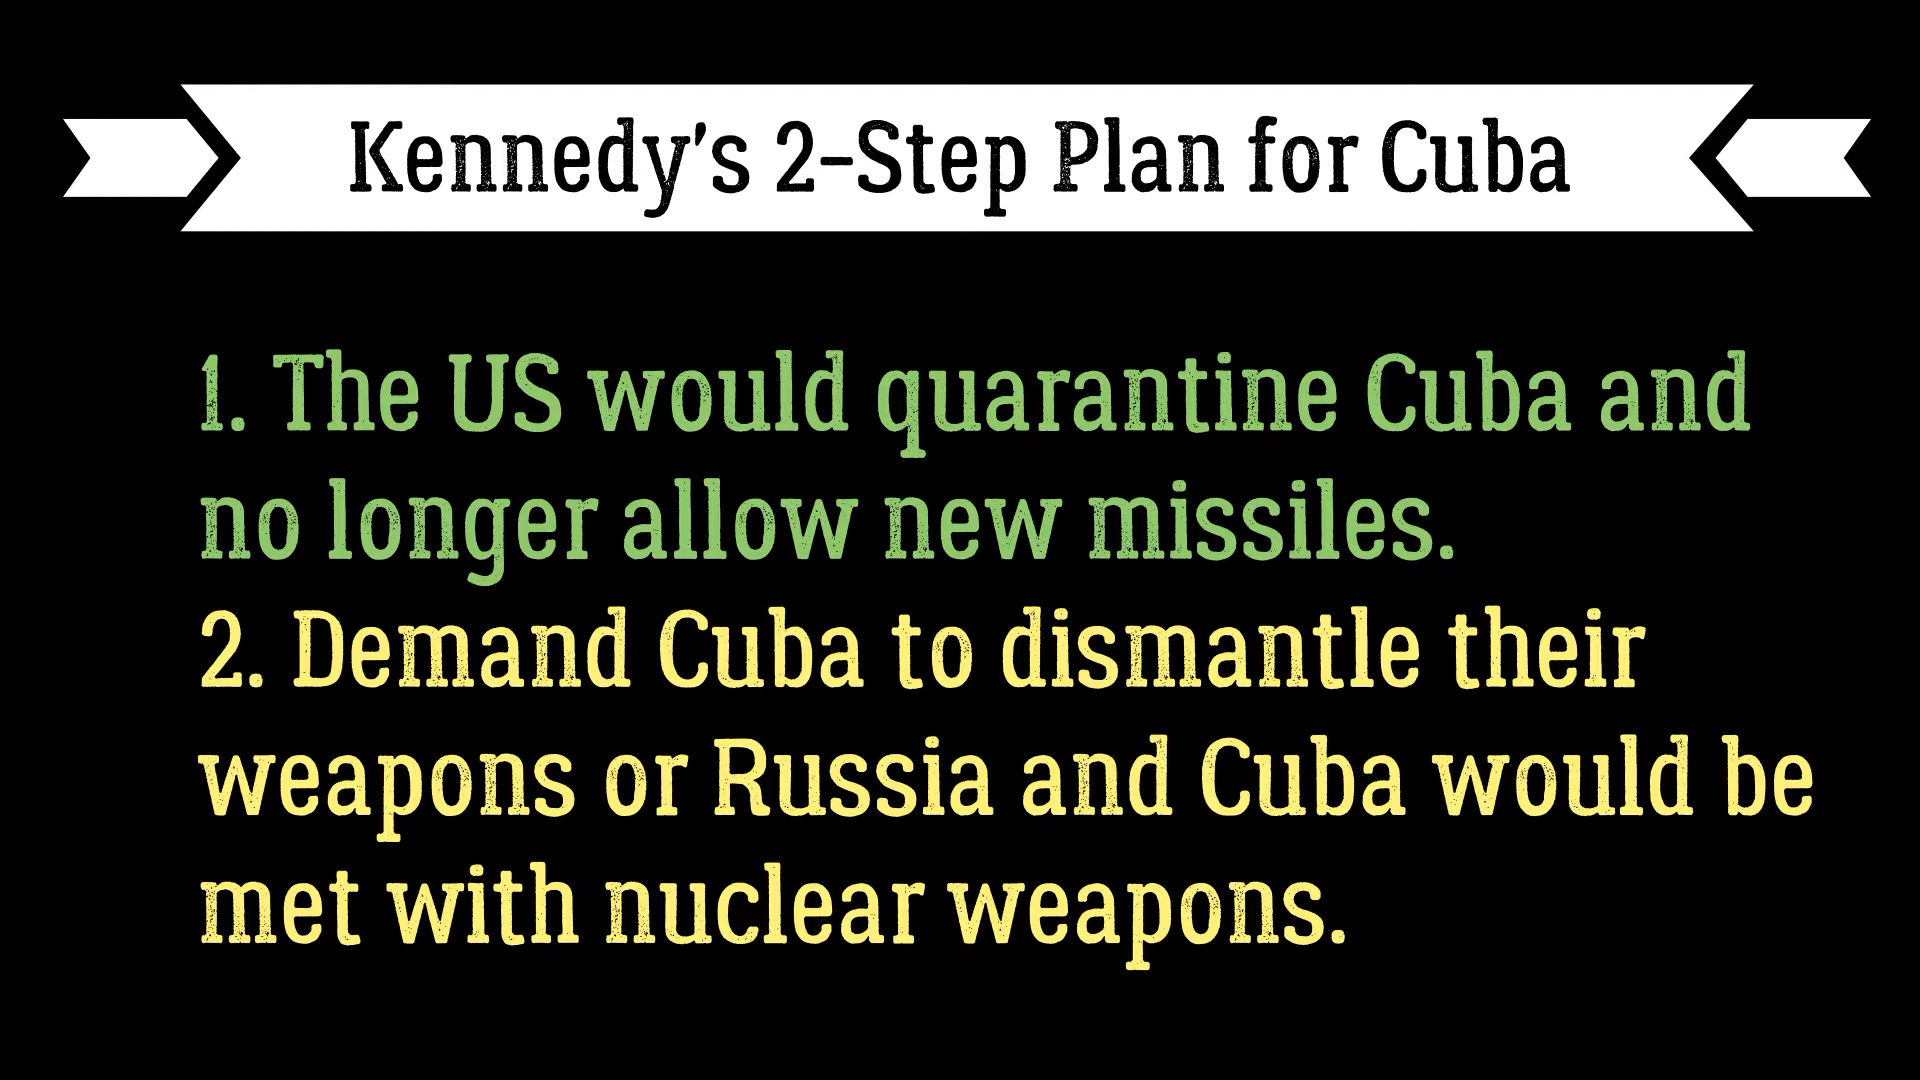 Kennedy's 2-Step Plan for Cuba
1. The US would quarantine Cuba and
no longer allow new missiles.
2. Demand Cuba to dismantle their
weapons or Russia and Cuba would be
met with nuclear weapons.